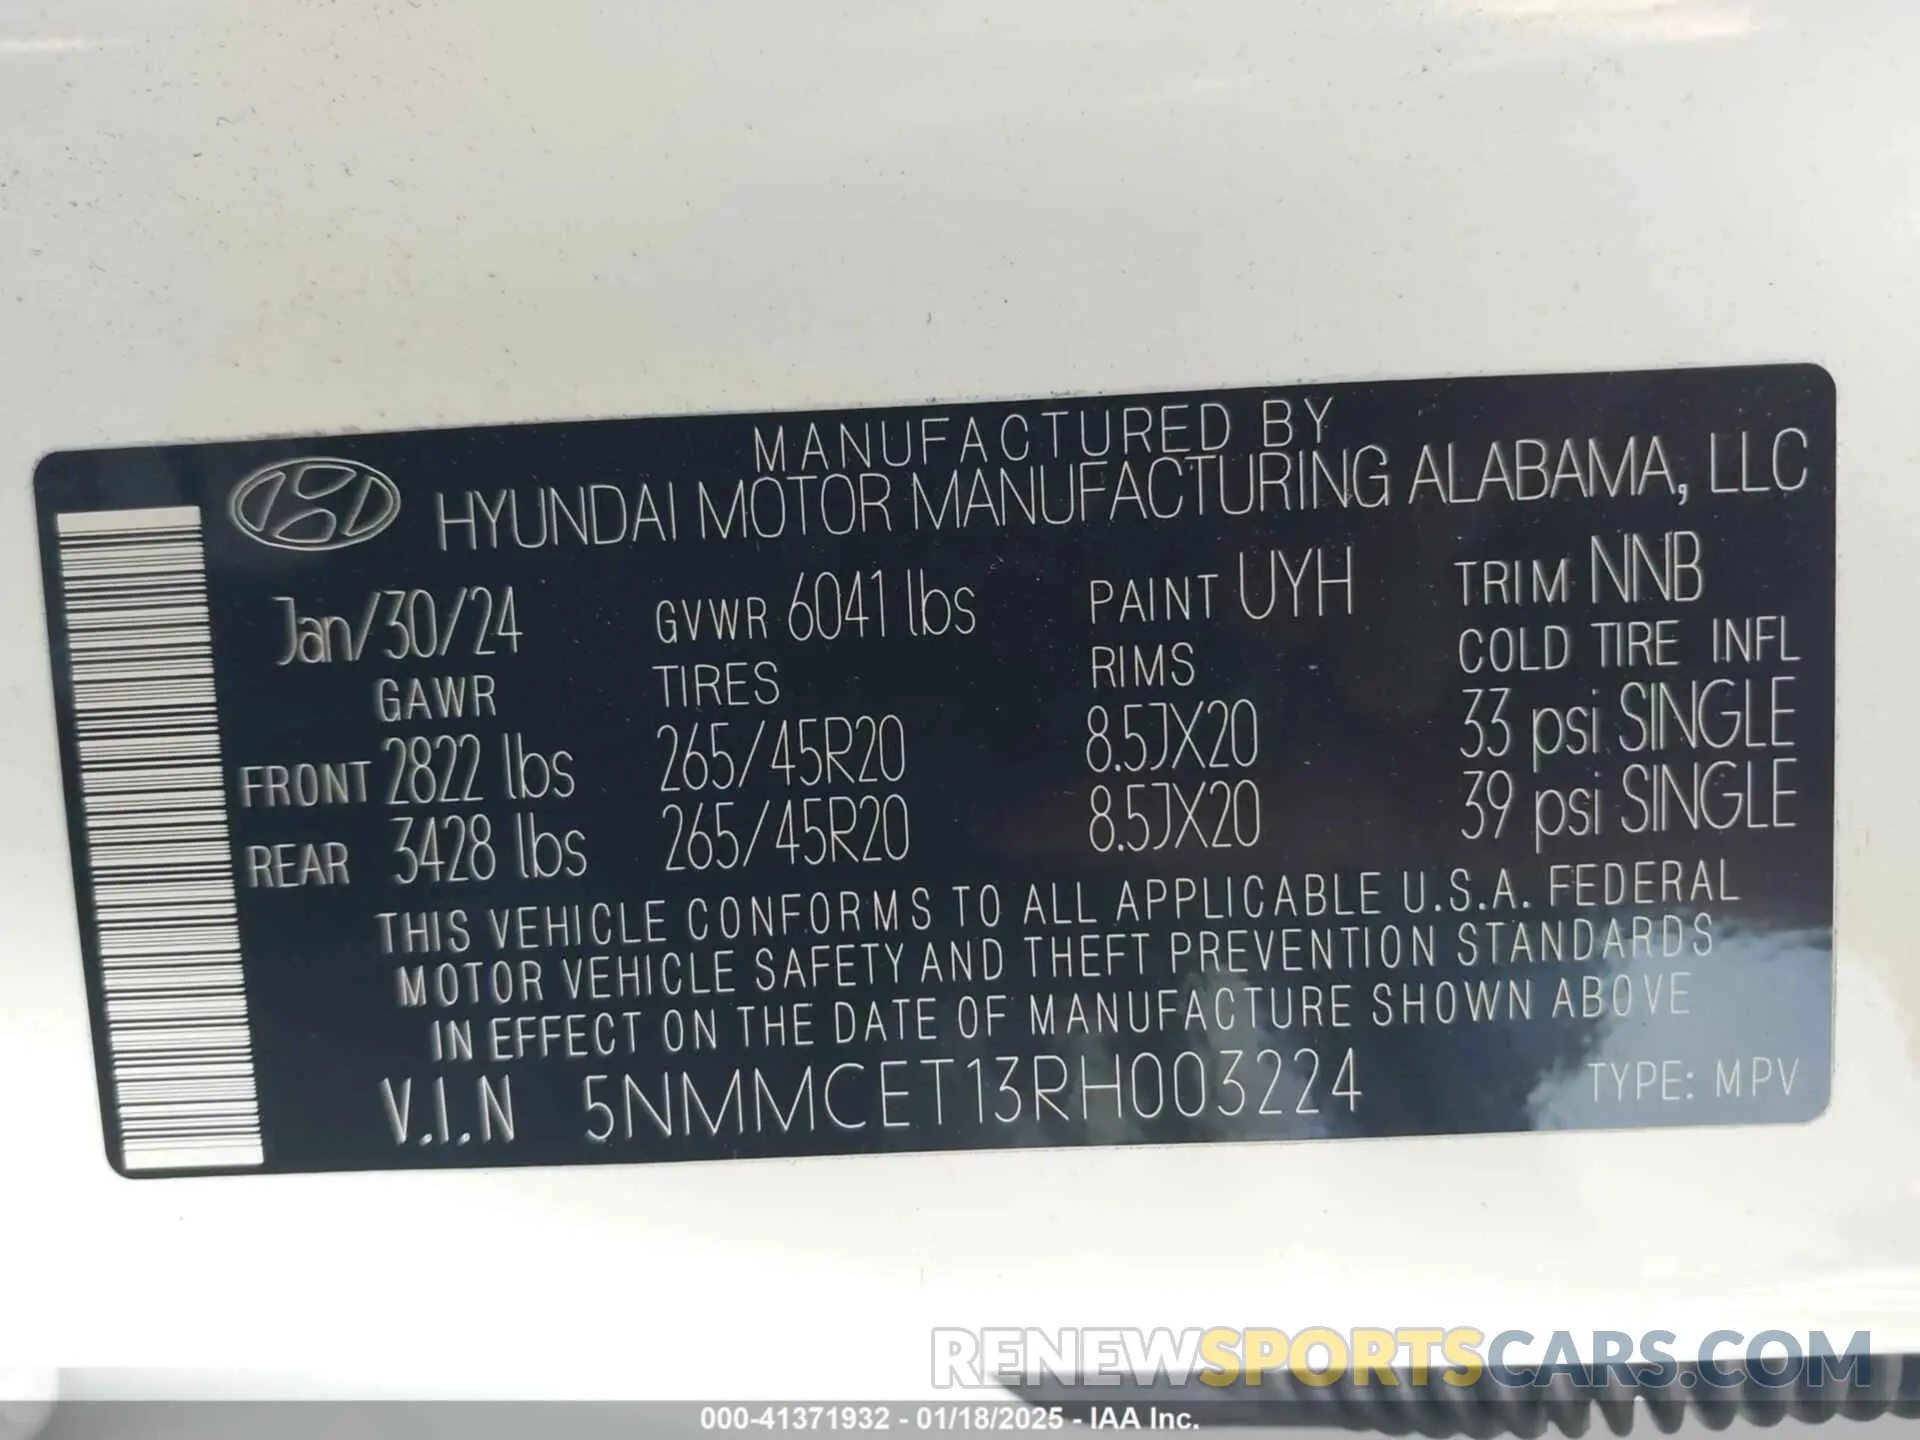 MANUFACTURED BY
HYUNDAI MOTOR MANUFACTURING ALABAMA, LLC
Jan/30/24 GVWR 6041 lbs PAINT UYH TRIM NNB
GAWR TIRES RIMS COLD TIRE INFL
FRONT 2822 lbs 265/45R20 8.5JX20 33 psi SINGLE
REAR 3428 lbs 265/45R20 8.5JX20 39 psi SINGLE
THIS VEHICLE CONFORMS TO ALL APPLICABLE U.S.A. FEDERAL
MOTOR VEHICLE SAFETY AND THEFT PREVENTION STANDARDS
IN EFFECT ON THE DATE OF MANUFACTURE SHOWN ABOVE
V.I.N 5NMMCET13RH003224 TYPE: MPV
RENEWSPORTSCARS.COM
000-41371932 - 01/18/2025 - IAA Inc.